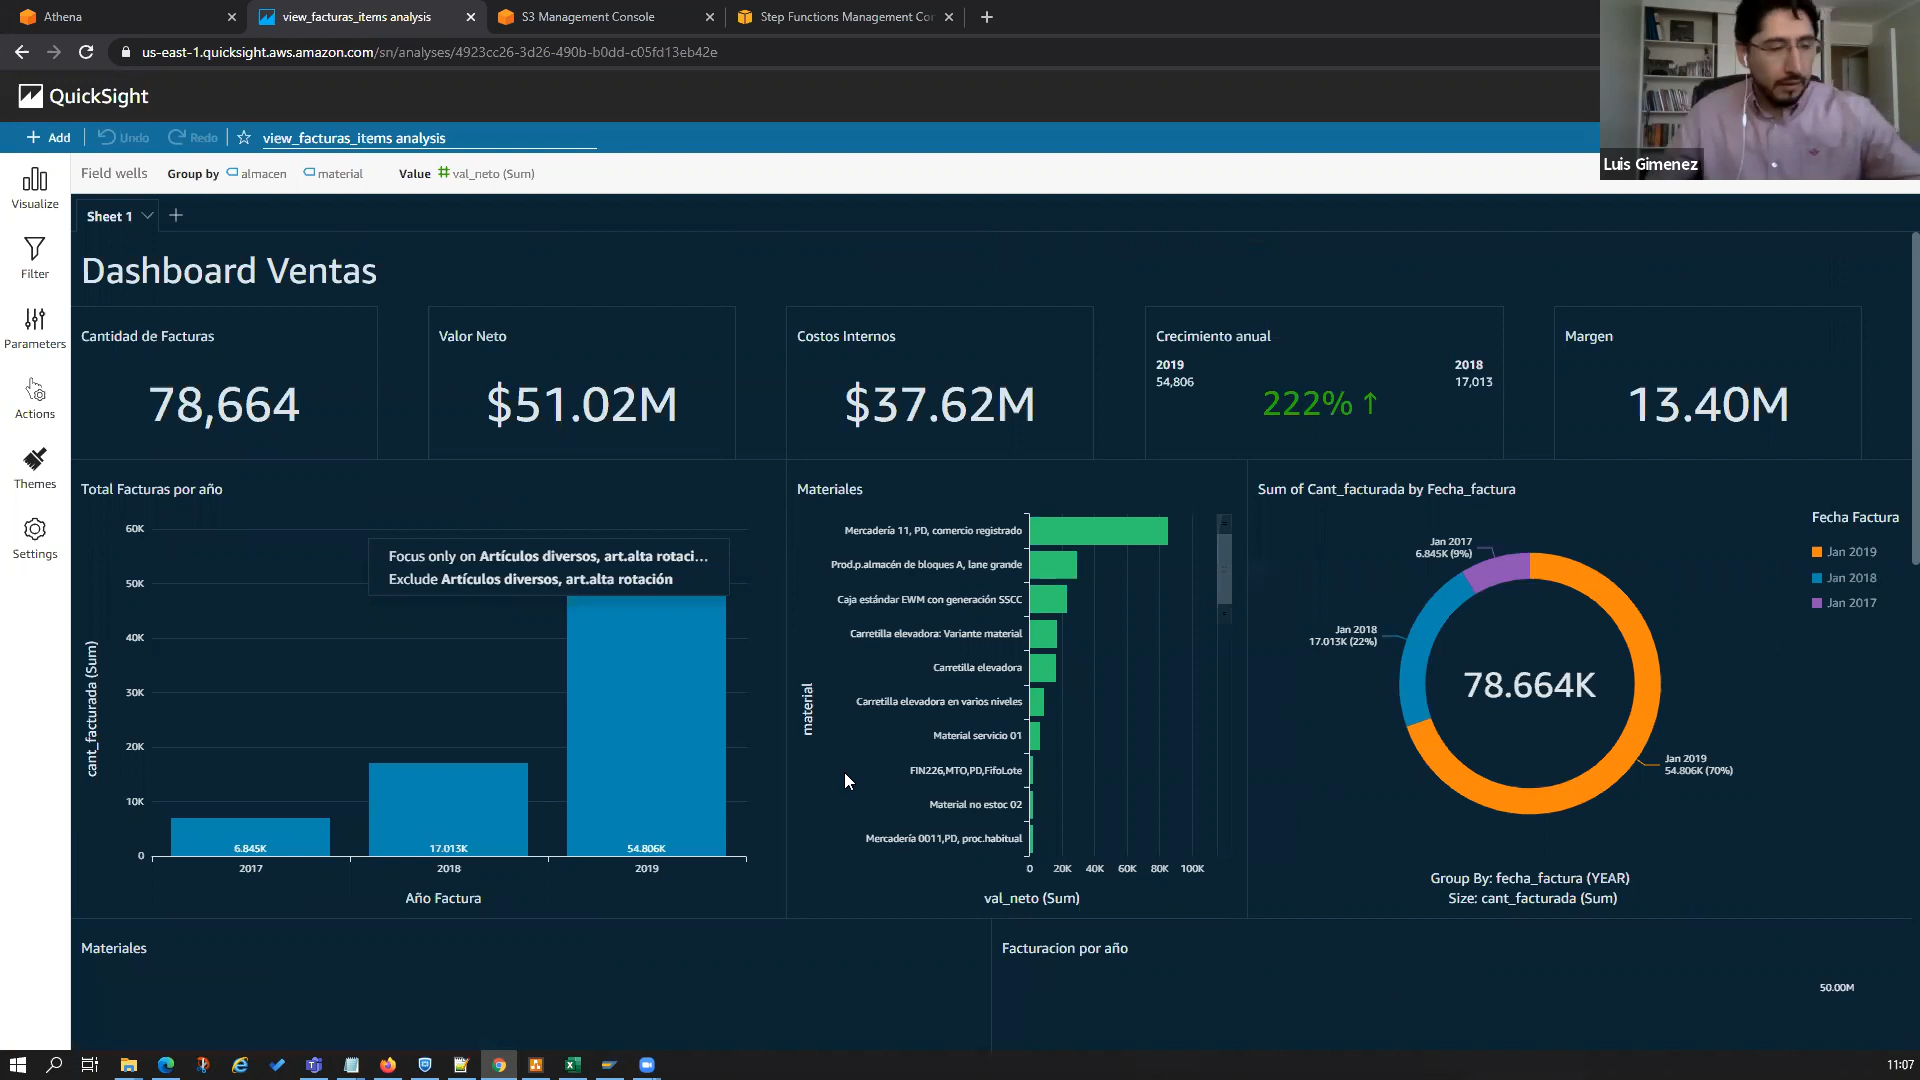 Athena
view_facturas_items analysis
S3 Management Console
Step Functions Management Co
us-east-1.quicksight.aws.amazon.com/sn/analyses/4923cc26-3d26-490b-b0dd-c05fd13eb42e
QuickSight
Add
Undo
Redo
view_facturas_items analysis
Luis Gimenez
Visualize
Filter
Parameters
Actions
Themes
Settings
Field wells
Group by
almacen
material
Value
val_neto (Sum)
Sheet 1
Dashboard Ventas
Cantidad de Facturas
78,664
Valor Neto
$51.02M
Costos Internos
$37.62M
Crecimiento anual
2019
54,806
2018
17,013
222%
Margen
13.40M
Total Facturas por año
60K
50K
40K
30K
20K
10K
0
cant_facturada (Sum)
Focus only on Artículos diversos, art.alta rotaci...
Exclude Artículos diversos, art.alta rotación
6.845K
17.013K
54.806K
2017
2018
2019
Año Factura
Materiales
Mercadería 11, PD, comercio registrado
Prod.p.almacén de bloques A, lane grande
Caja estándar EWM con generación SSCC
Carretilla elevadora: Variante material
Carretilla elevadora
Carretilla elevadora en varios niveles
Material servicio 01
FIN226,MTO,PD,FifoLote
Material no estoc 02
Mercadería 0011,PD, proc.habitual
material
0
20K
40K
60K
80K
100K
val_neto (Sum)
Sum of Cant_facturada by Fecha_factura
Jan 2017
6.845K (9%)
Jan 2018
17.013K (22%)
78.664K
Jan 2019
54.806K (70%)
Fecha Factura
Jan 2019
Jan 2018
Jan 2017
Group By: fecha_factura (YEAR)
Size: cant_facturada (Sum)
Materiales
Facturacion por año
50.00M
11:07